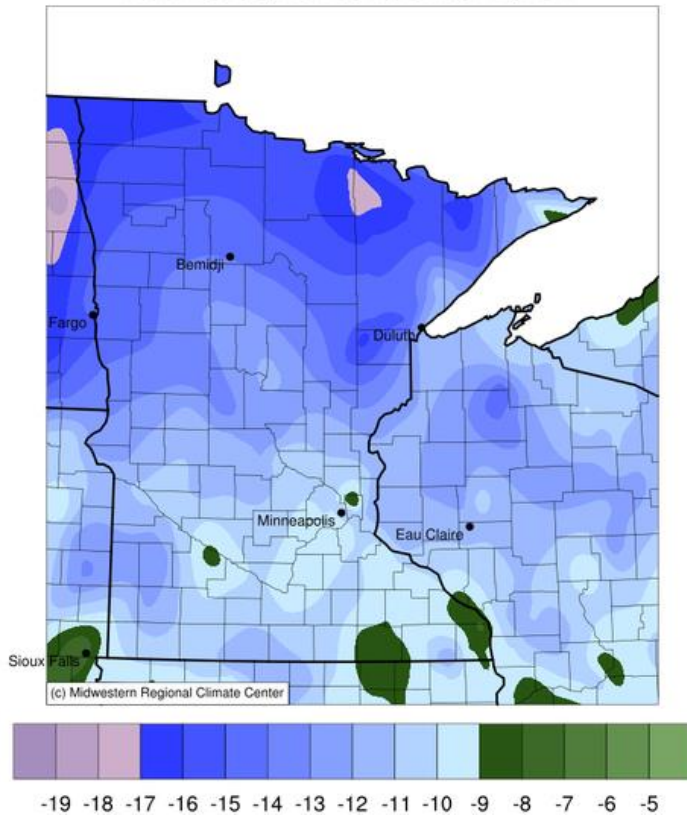 Bemidji
Fargo
Duluth
Minneapolis
Eau Claire
Sioux Falls
(c) Midwestern Regional Climate Center
-19 -18 -17 -16 -15 -14 -13 -12 -11 -10 -9 -8 -7 -6 -5